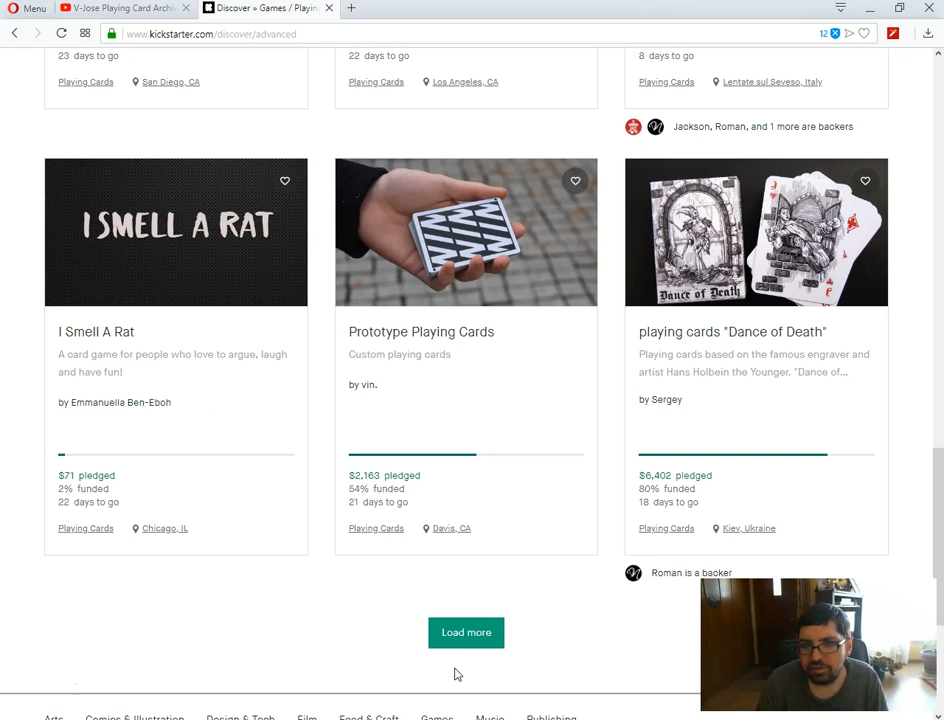 Menu
V-Jose Playing Card Archi
Discover » Games / Playin
www.kickstarter.com/discover/advanced
12
23 days to go
22 days to go
8 days to go
Playing Cards San Diego, CA
Playing Cards Los Angeles, CA
Playing Cards Lentate sul Seveso, Italy
Jackson, Roman, and 1 more are backers
I SMELL A RAT
Dance of Death
I Smell A Rat
A card game for people who love to argue, laugh
and have fun!
by Emmanuella Ben-Eboh
$71 pledged
2% funded
22 days to go
Playing Cards Chicago, IL
Prototype Playing Cards
Custom playing cards
by vin.
$2,163 pledged
54% funded
21 days to go
Playing Cards Davis, CA
playing cards "Dance of Death"
Playing cards based on the famous engraver and
artist Hans Holbein the Younger. "Dance of...
by Sergey
$6,402 pledged
80% funded
18 days to go
Playing Cards Kiev, Ukraine
Roman is a backer
Load more
Arts Comics & Illustration Design & Tech Film Food & Craft Games Music Publishing